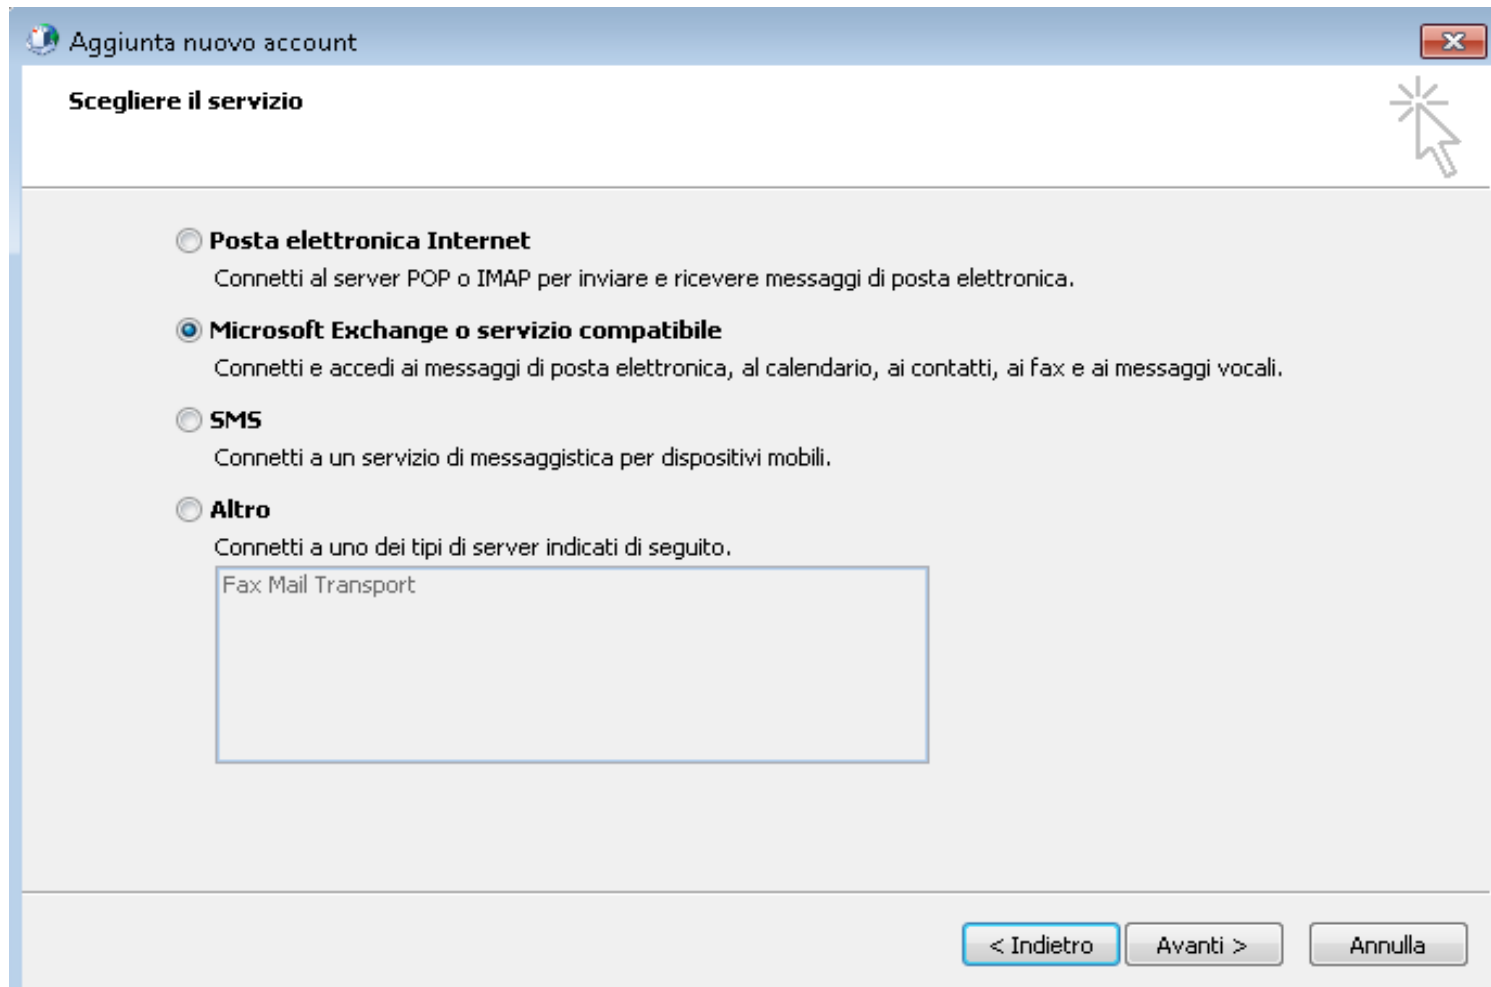 Aggiunta nuovo account
Scegliere il servizio
Posta elettronica Internet
Connetti al server POP o IMAP per inviare e ricevere messaggi di posta elettronica.
Microsoft Exchange o servizio compatibile
Connetti e accedi ai messaggi di posta elettronica, al calendario, ai contatti, ai fax e ai messaggi vocali.
SMS
Connetti a un servizio di messaggistica per dispositivi mobili.
Altro
Connetti a uno dei tipi di server indicati di seguito.
Fax Mail Transport
< Indietro Avanti > Annulla